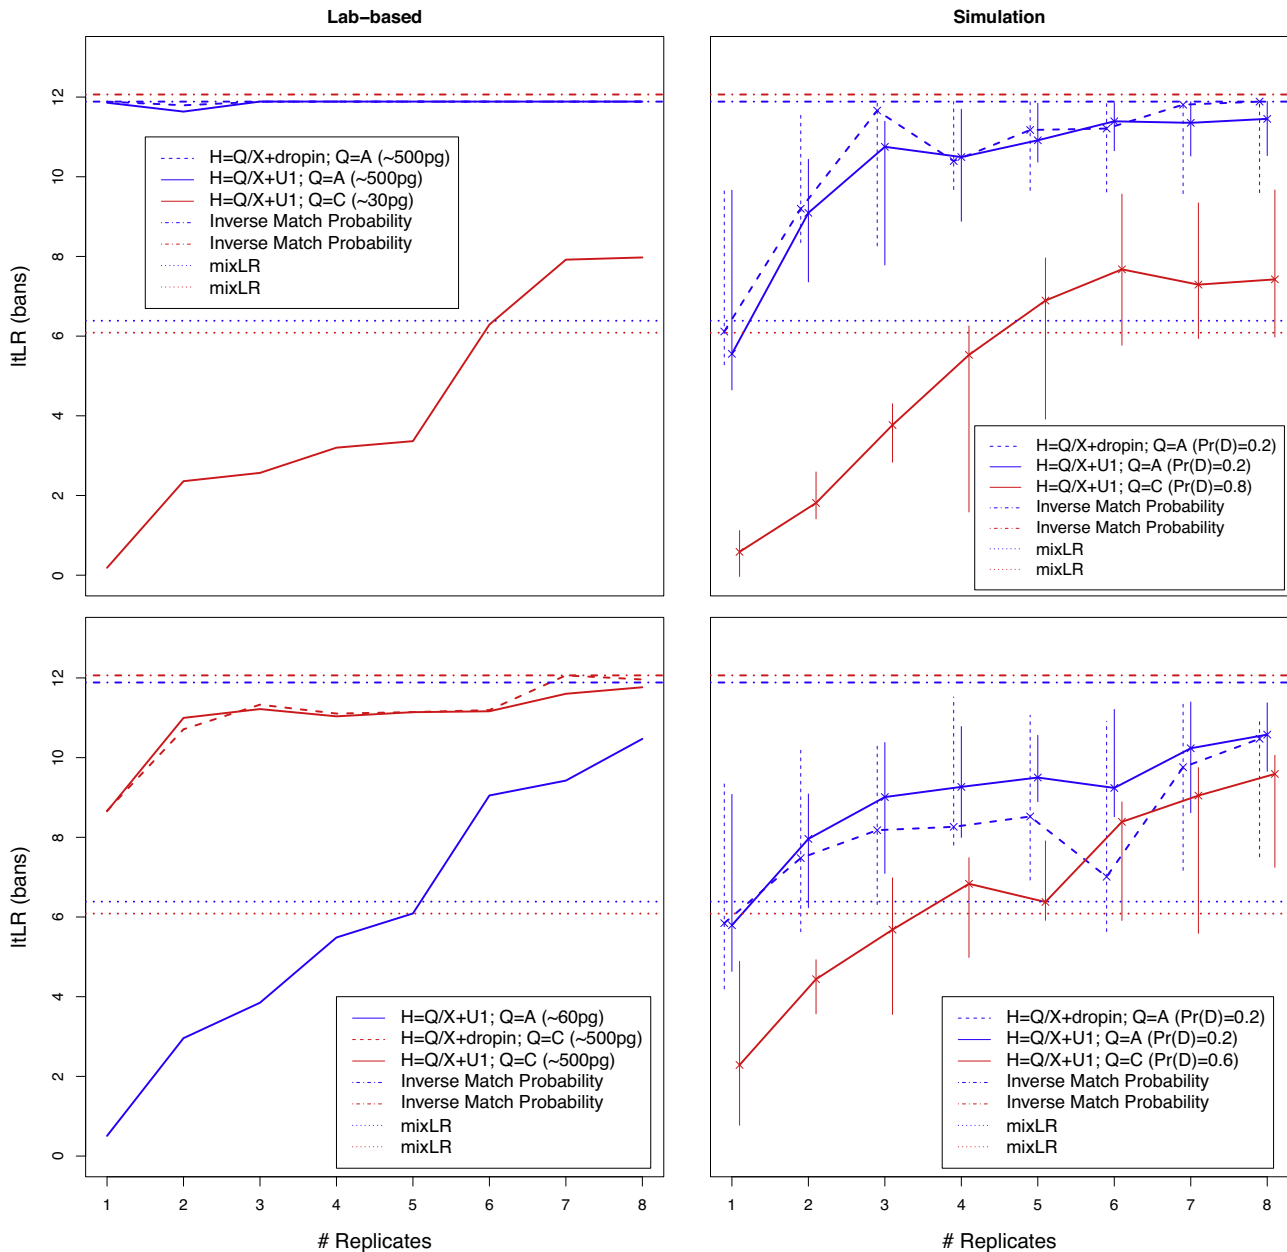 Lab−based
Simulation
ltLR (bans)
12
10
8
6
4
2
0
H=Q/X+dropin; Q=A (~500pg)
H=Q/X+U1; Q=A (~500pg)
H=Q/X+U1; Q=C (~30pg)
Inverse Match Probability
Inverse Match Probability
mixLR
mixLR
H=Q/X+dropin; Q=A (Pr(D)=0.2)
H=Q/X+U1; Q=A (Pr(D)=0.2)
H=Q/X+U1; Q=C (Pr(D)=0.8)
Inverse Match Probability
Inverse Match Probability
mixLR
mixLR
ltLR (bans)
12
10
8
6
4
2
0
H=Q/X+U1; Q=A (~60pg)
H=Q/X+dropin; Q=C (~500pg)
H=Q/X+U1; Q=C (~500pg)
Inverse Match Probability
Inverse Match Probability
mixLR
mixLR
1 2 3 4 5 6 7 8
# Replicates
H=Q/X+dropin; Q=A (Pr(D)=0.2)
H=Q/X+U1; Q=A (Pr(D)=0.2)
H=Q/X+U1; Q=C (Pr(D)=0.6)
Inverse Match Probability
Inverse Match Probability
mixLR
mixLR
1 2 3 4 5 6 7 8
# Replicates